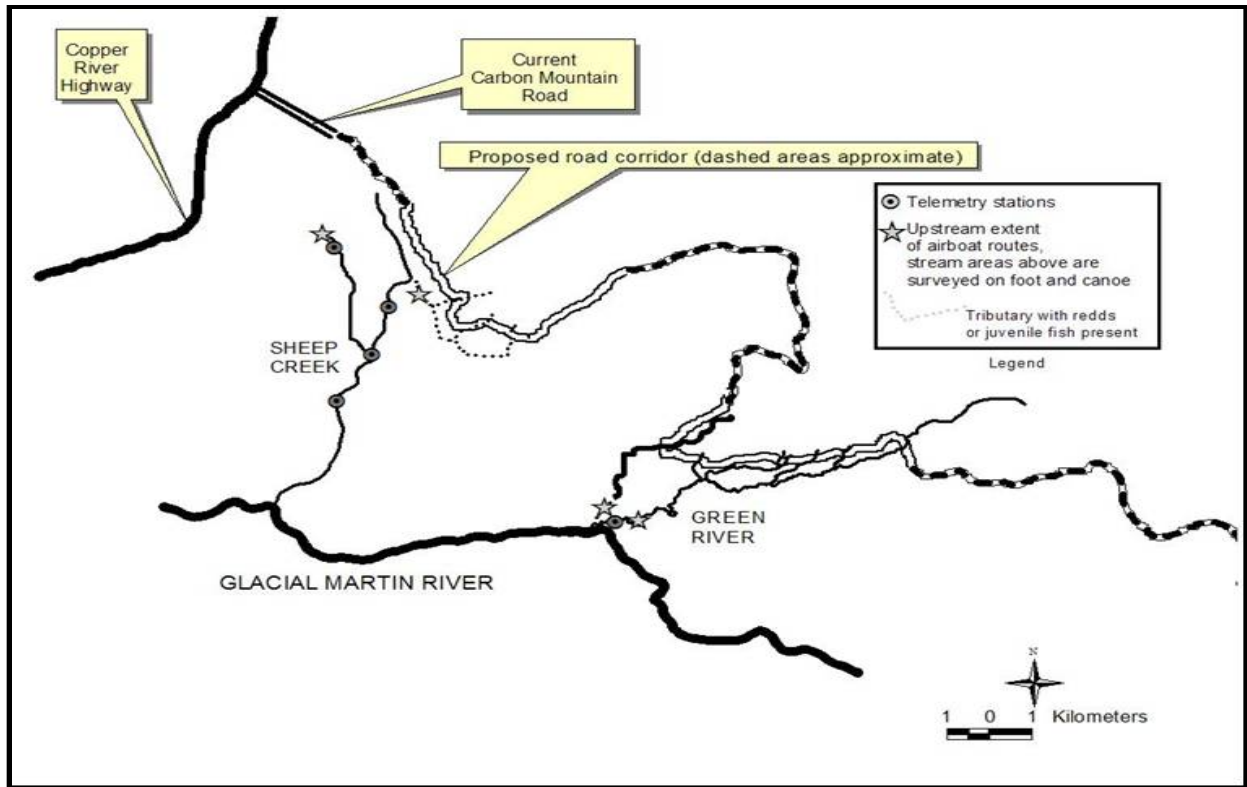 Copper
River
Highway
Current
Carbon Mountain
Road
Proposed road corridor (dashed areas approximate)
Telemetry stations
Upstream extent
of airboat routes,
stream areas above are
surveyed on foot and canoe
Tributary with redds
or juvenile fish present
Legend
SHEEP
CREEK
GREEN
RIVER
GLACIAL MARTIN RIVER
N
1 0 1 Kilometers